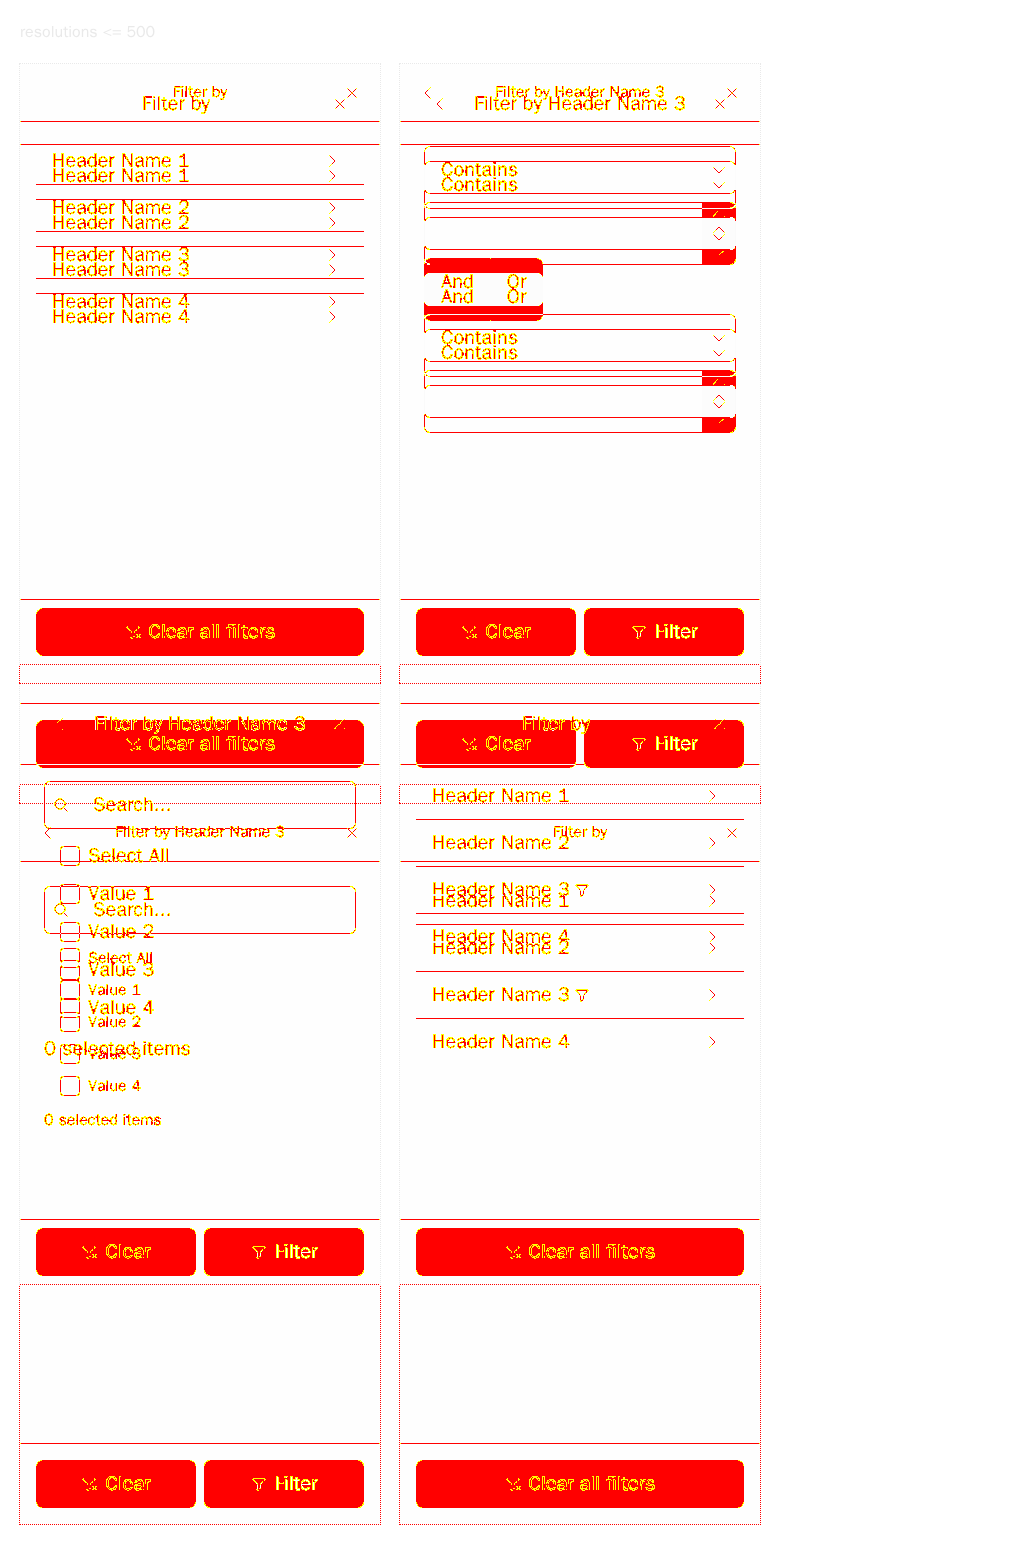 resolutions <= 500
Filter by
Filter by
Header Name 1
Header Name 1
Header Name 2
Header Name 2
Header Name 3
Header Name 3
Header Name 4
Header Name 4
Clear all filters
Clear all filters
Filter by Header Name 3
Filter by Header Name 3
Contains
Contains
And Or
And Or
Contains
Contains
Clear Filter
Clear Filter
Filter by Header Name 3
Search...
Filter by Header Name 3
Select All
Value 1
Search...
Value 2
Select All
Value 3
Value 1
Value 4
Value 2
0 selected items
Value 3
Value 4
0 selected items
Clear Filter
Clear Filter
Filter by
Header Name 1
Filter by
Header Name 2
Header Name 3
Header Name 1
Header Name 4
Header Name 2
Header Name 3
Header Name 4
Clear all filters
Clear all filters